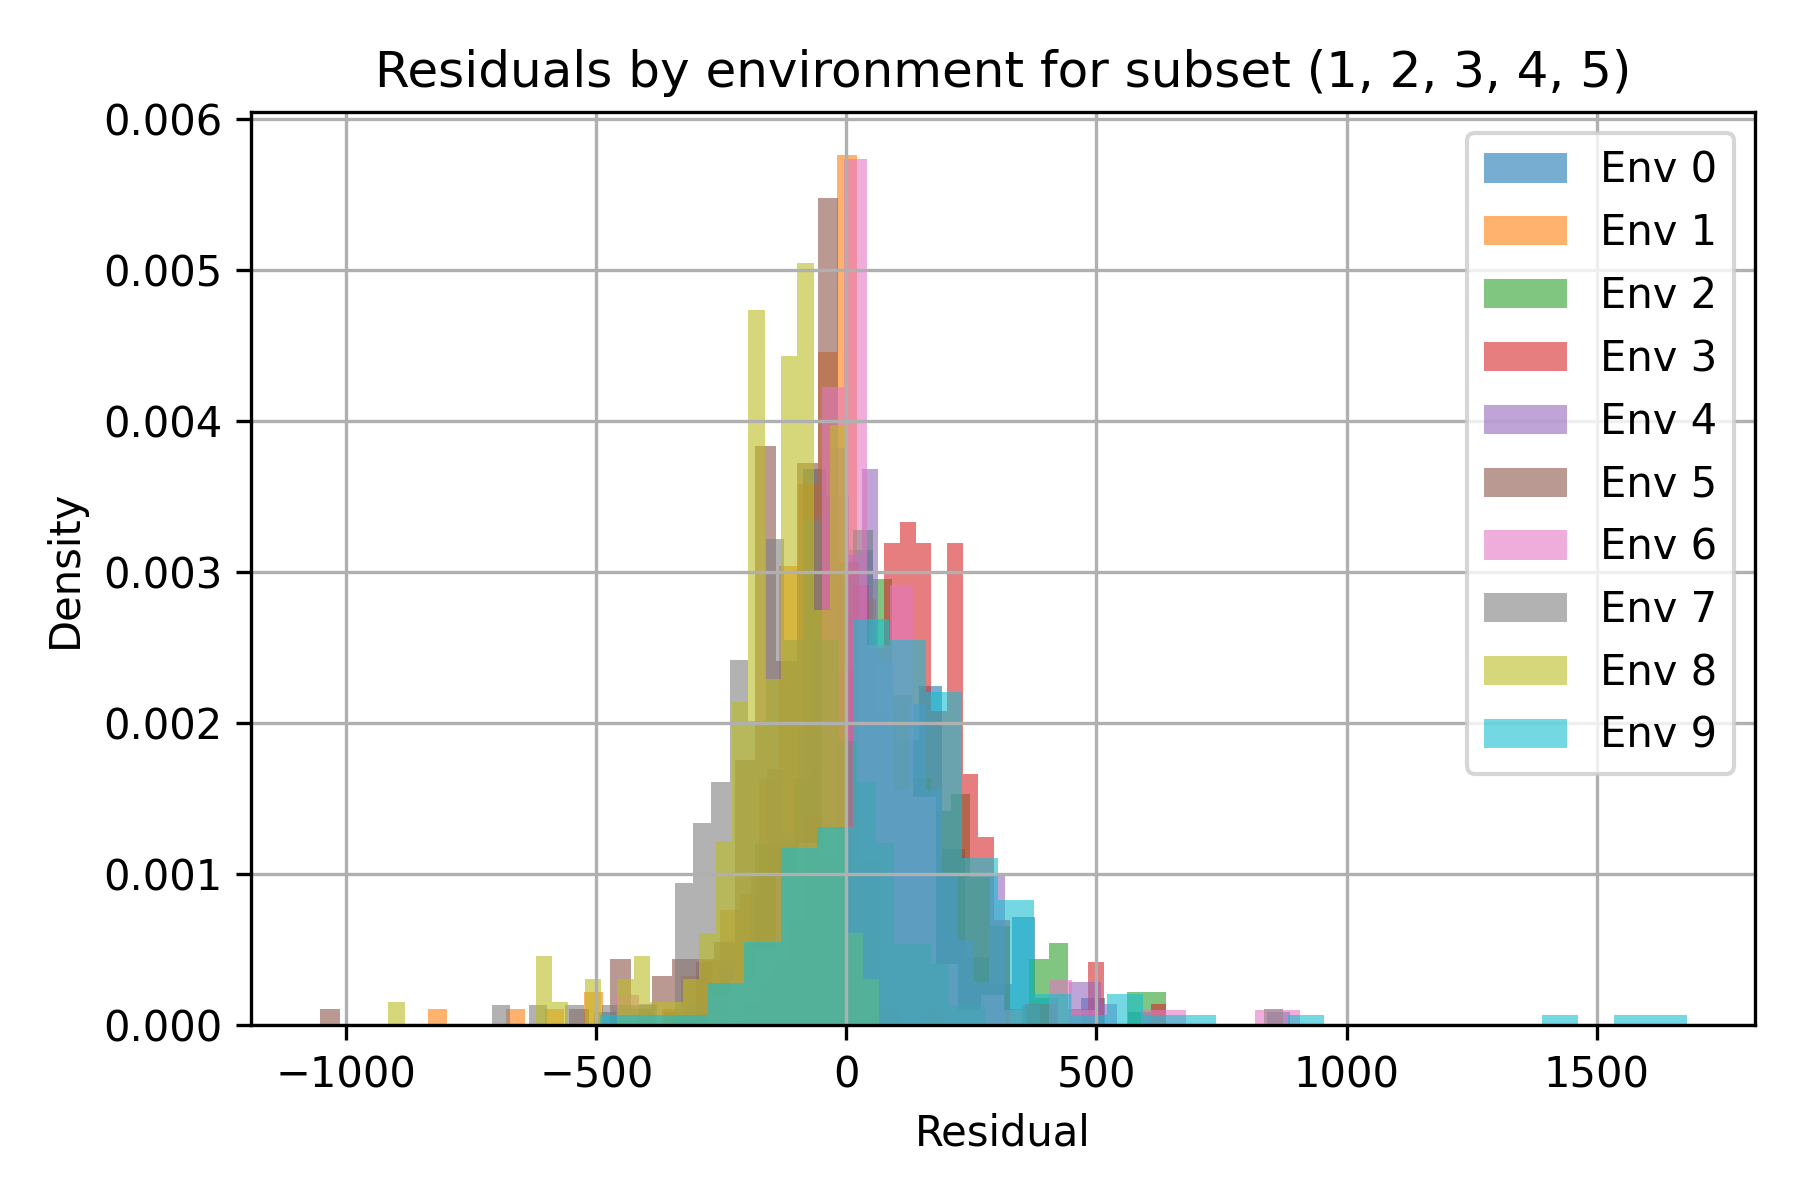 Residuals by environment for subset (1, 2, 3, 4, 5)
0.006
0.005
0.004
0.003
0.002
0.001
0.000
Density
−1000
−500
0
500
1000
1500
Residual
Env 0
Env 1
Env 2
Env 3
Env 4
Env 5
Env 6
Env 7
Env 8
Env 9